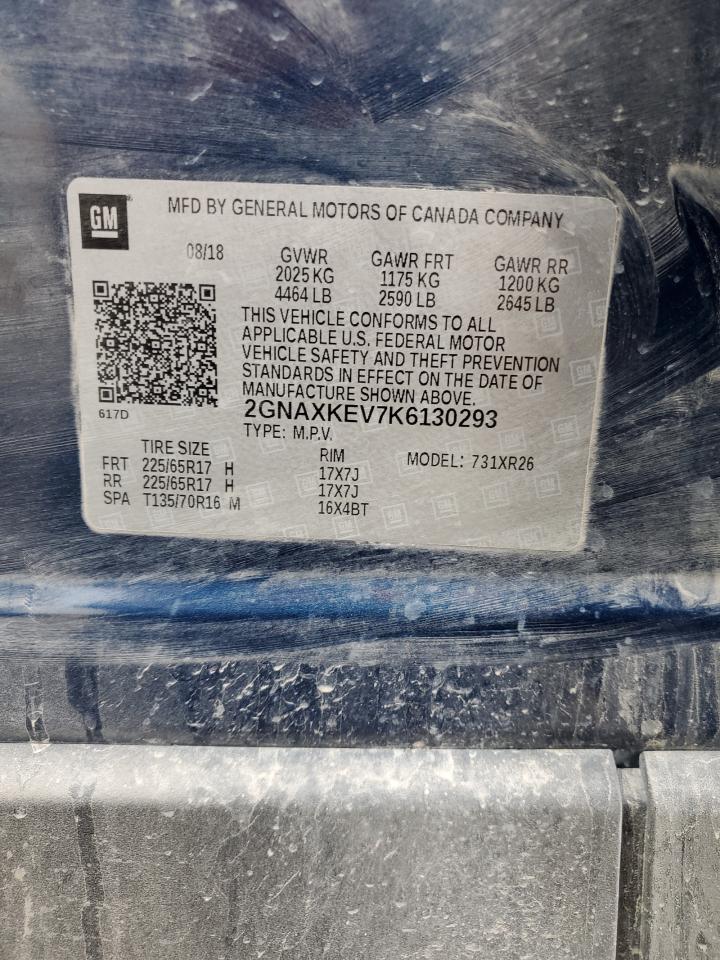 GM
MFD BY GENERAL MOTORS OF CANADA COMPANY
08/18 GVWR GAWR FRT GAWR RR
2025 KG 1175 KG 1200 KG
4464 LB 2590 LB 2645 LB
THIS VEHICLE CONFORMS TO ALL
APPLICABLE U.S. FEDERAL MOTOR
VEHICLE SAFETY AND THEFT PREVENTION
STANDARDS IN EFFECT ON THE DATE OF
MANUFACTURE SHOWN ABOVE.
617D
2GNAXKEV7K6130293
TYPE: M.P.V.
TIRE SIZE RIM MODEL: 731XR26
FRT 225/65R17 H 17X7J
RR 225/65R17 H 17X7J
SPA T135/70R16 M 16X4BT